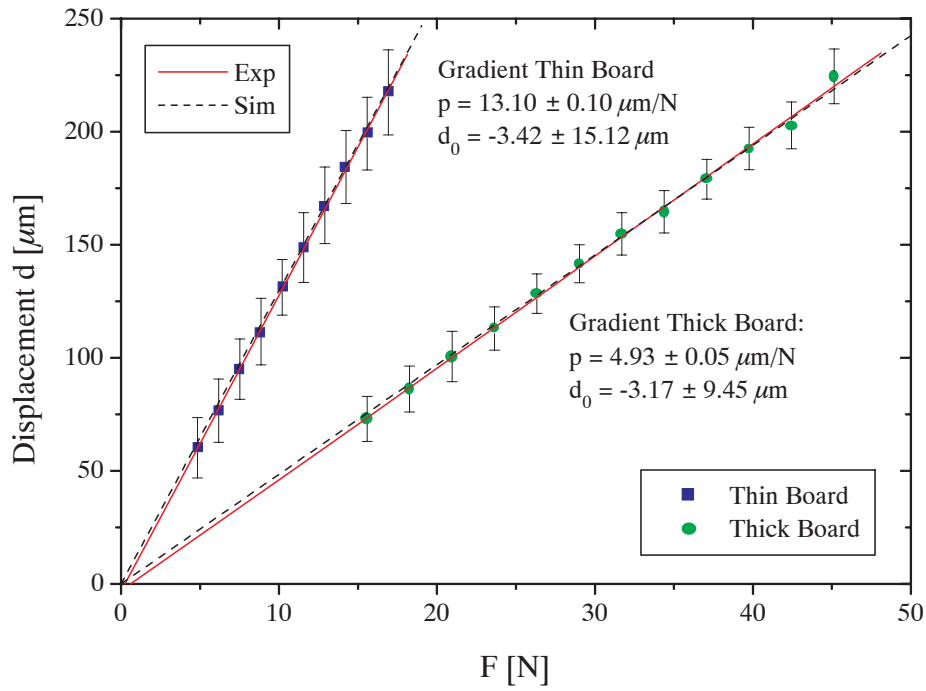 250
200
150
100
50
0
Displacement d [μm]
Exp
Sim
Gradient Thin Board
p = 13.10 ± 0.10 μm/N
d₀ = -3.42 ± 15.12 μm
Gradient Thick Board:
p = 4.93 ± 0.05 μm/N
d₀ = -3.17 ± 9.45 μm
Thin Board
Thick Board
0 10 20 30 40 50
F [N]